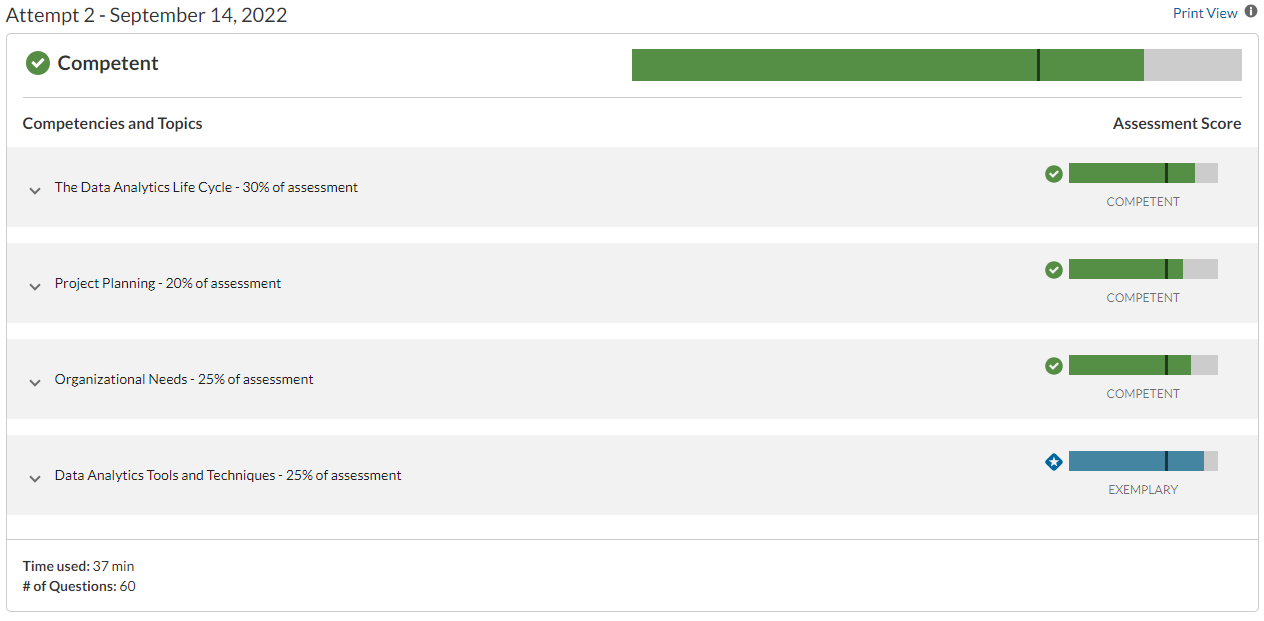 Attempt 2 - September 14, 2022
Print View
Competent
Competencies and Topics
Assessment Score
The Data Analytics Life Cycle - 30% of assessment
COMPETENT
Project Planning - 20% of assessment
COMPETENT
Organizational Needs - 25% of assessment
COMPETENT
Data Analytics Tools and Techniques - 25% of assessment
EXEMPLARY
Time used: 37 min
# of Questions: 60